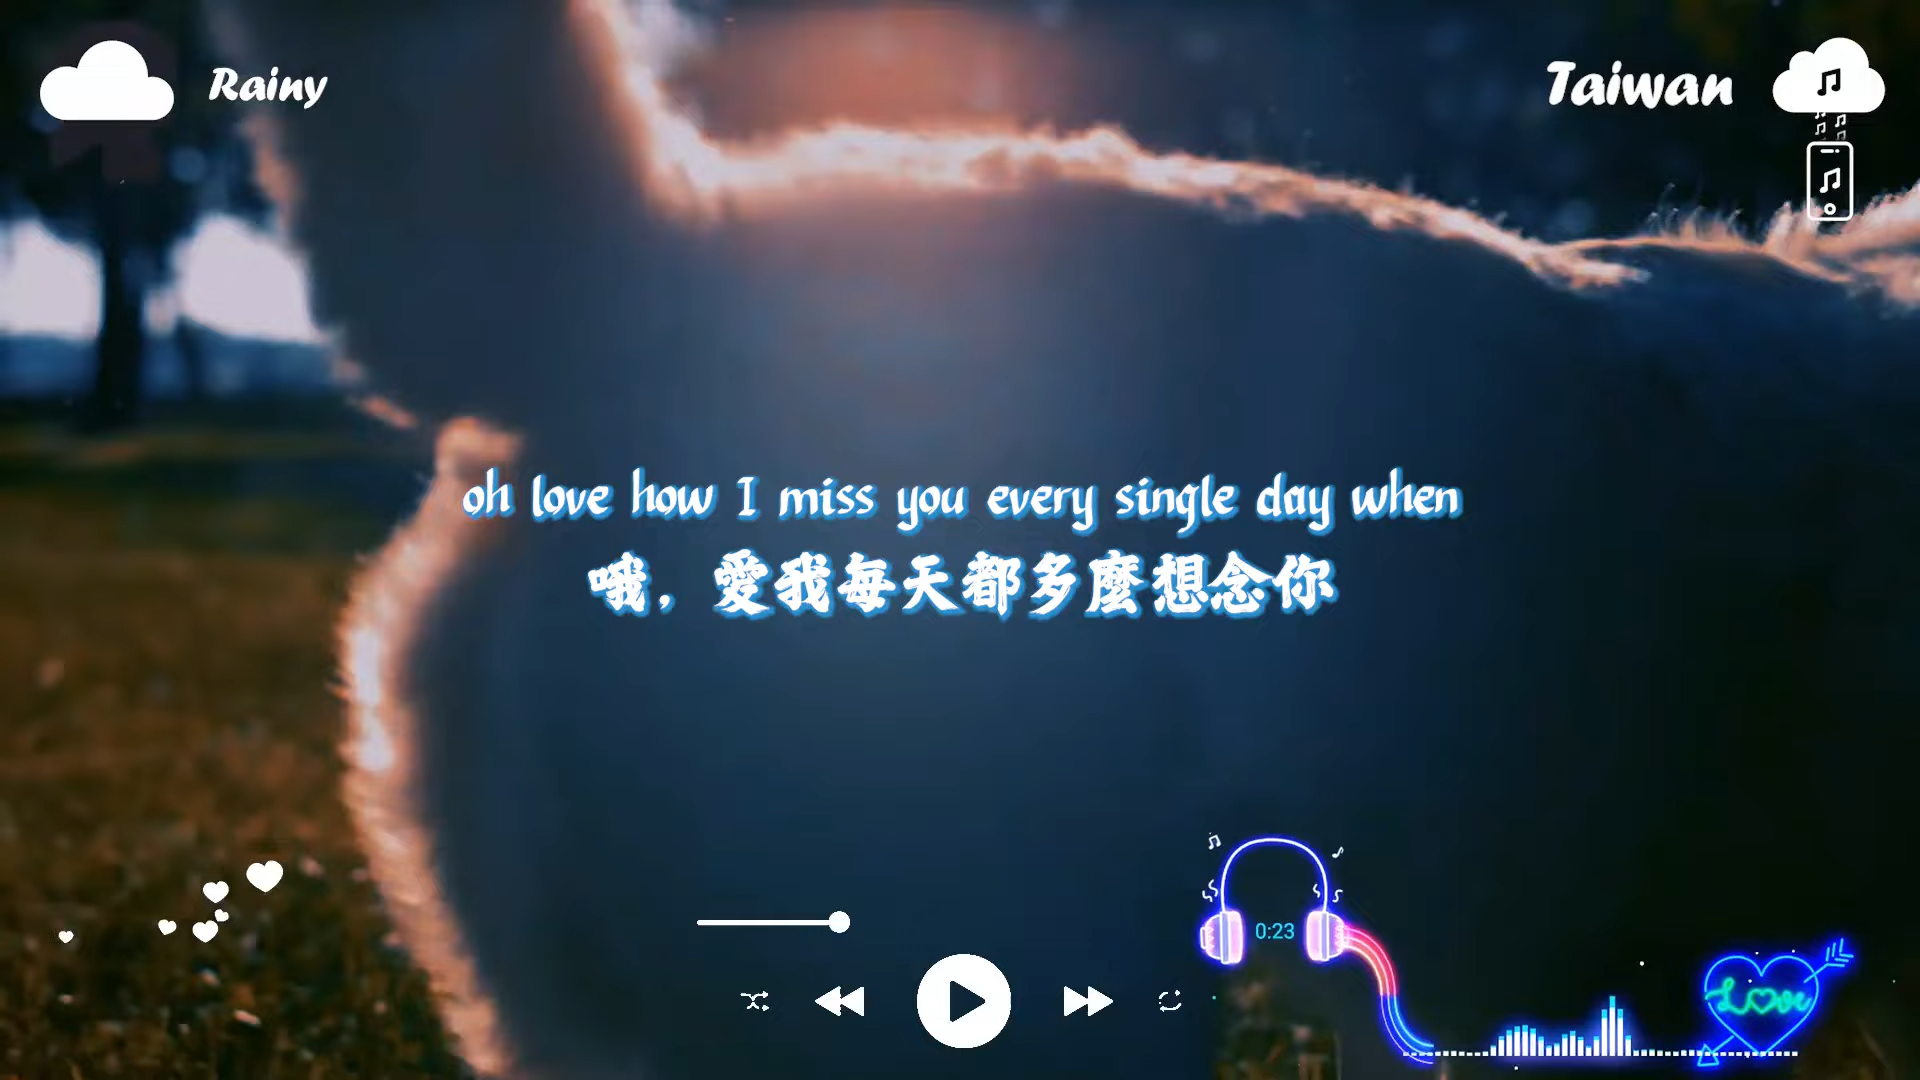 Rainy
Taiwan
oh love how I miss you every single day when
哦，愛我每天都多麼想念你
0:23
Love